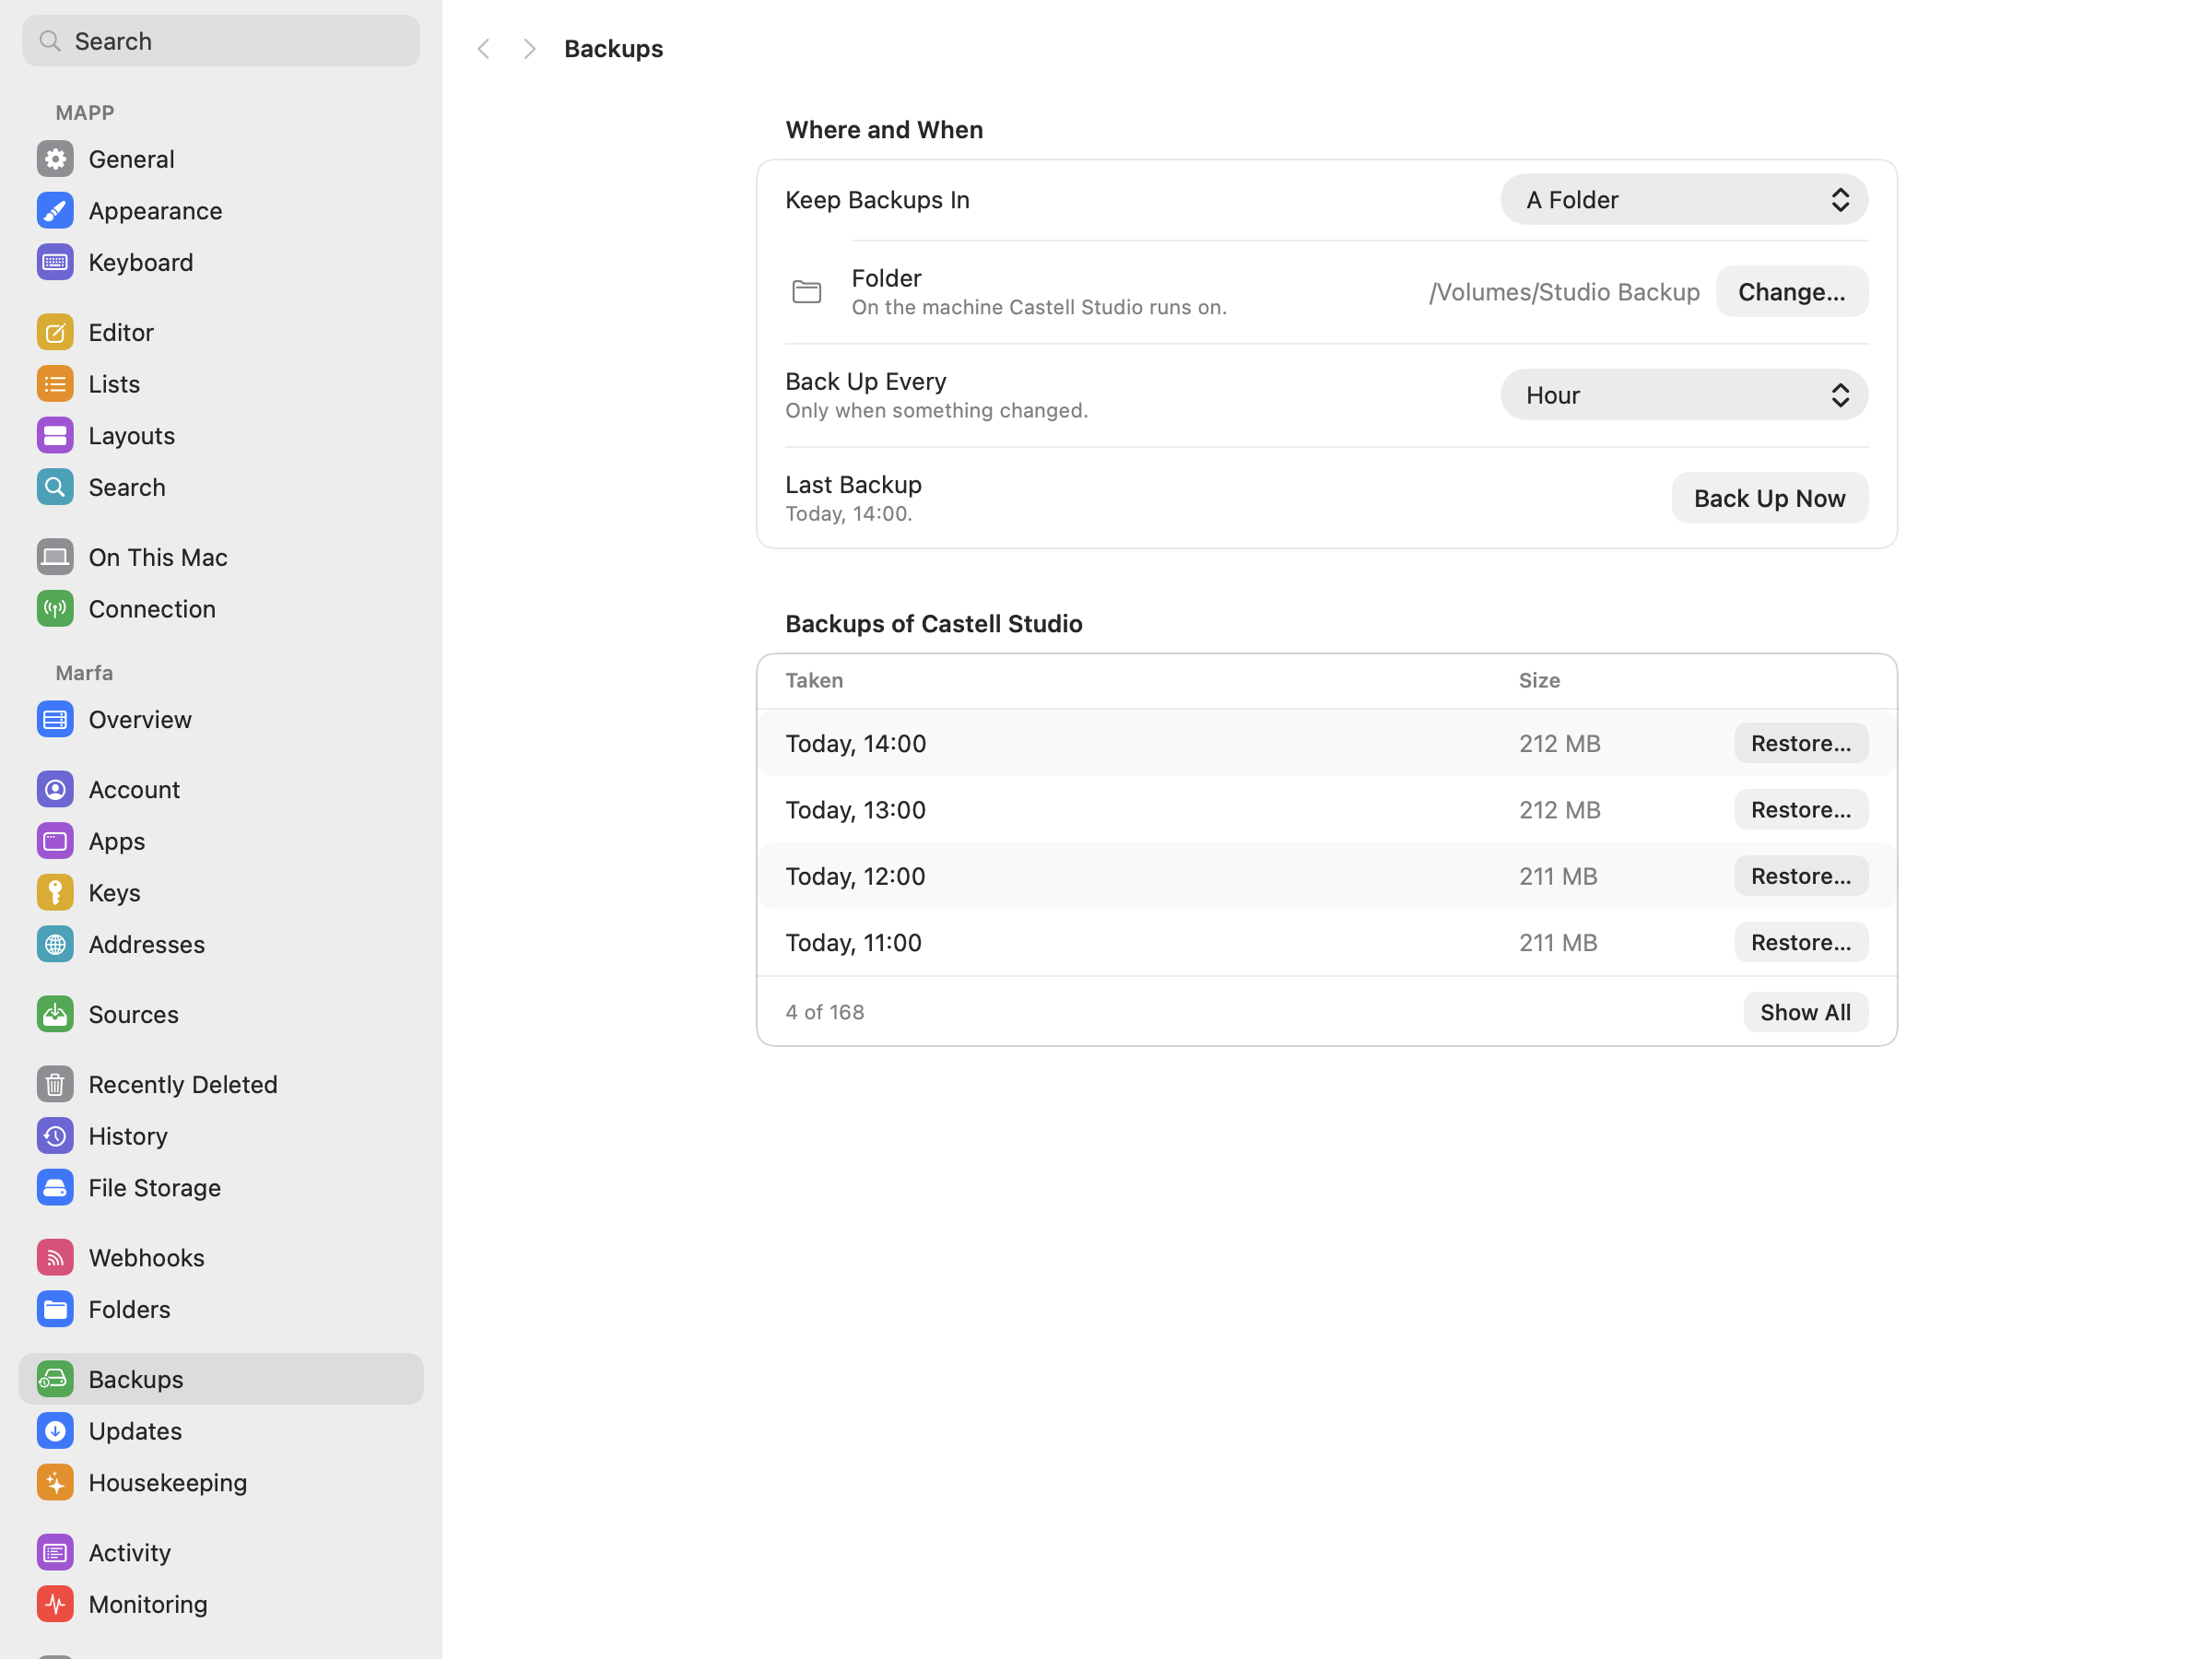 Search
MAPP
General
Appearance
Keyboard
Editor
Lists
Layouts
Search
On This Mac
Connection
Marfa
Overview
Account
Apps
Keys
Addresses
Sources
Recently Deleted
History
File Storage
Webhooks
Folders
Backups
Updates
Housekeeping
Activity
Monitoring
Backups
Where and When
Keep Backups In
A Folder
Folder
On the machine Castell Studio runs on.
/Volumes/Studio Backup
Change...
Back Up Every
Only when something changed.
Hour
Last Backup
Today, 14:00.
Back Up Now
Backups of Castell Studio
Taken Size
Today, 14:00 212 MB Restore...
Today, 13:00 212 MB Restore...
Today, 12:00 211 MB Restore...
Today, 11:00 211 MB Restore...
4 of 168 Show All